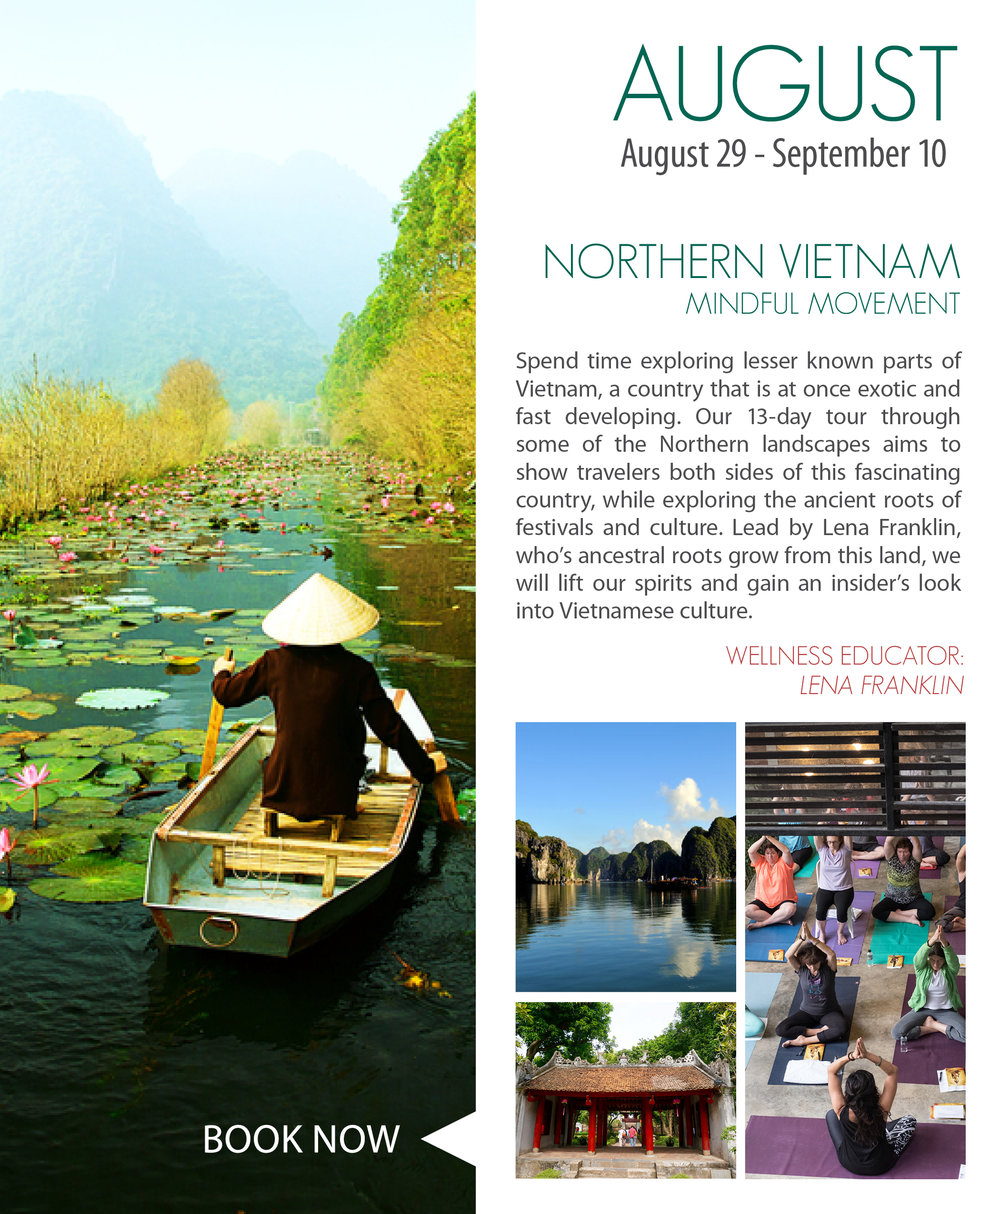 AUGUST
August 29 - September 10
NORTHERN VIETNAM
MINDFUL MOVEMENT
Spend time exploring lesser known parts of
Vietnam, a country that is at once exotic and
fast developing. Our 13-day tour through
some of the Northern landscapes aims to
show travelers both sides of this fascinating
country, while exploring the ancient roots of
festivals and culture. Lead by Lena Franklin,
who's ancestral roots grow from this land, we
will lift our spirits and gain an insider's look
into Vietnamese culture.
WELLNESS EDUCATOR:
LENA FRANKLIN
BOOK NOW